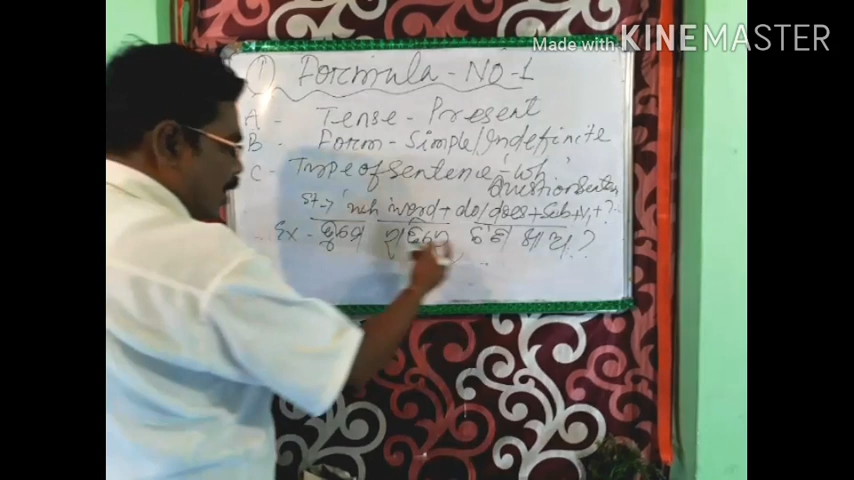 Made with KINEMASTER
① Formula - NO-1
A - Tense - Present
B - Form - Simple/Indefinite
C - Type of sentence - 'Wh'
Question Senten
St → 'wh' word + do/does + Sub + V1 + ?
Ex - ତୁମେ କି ଖାଅ ?